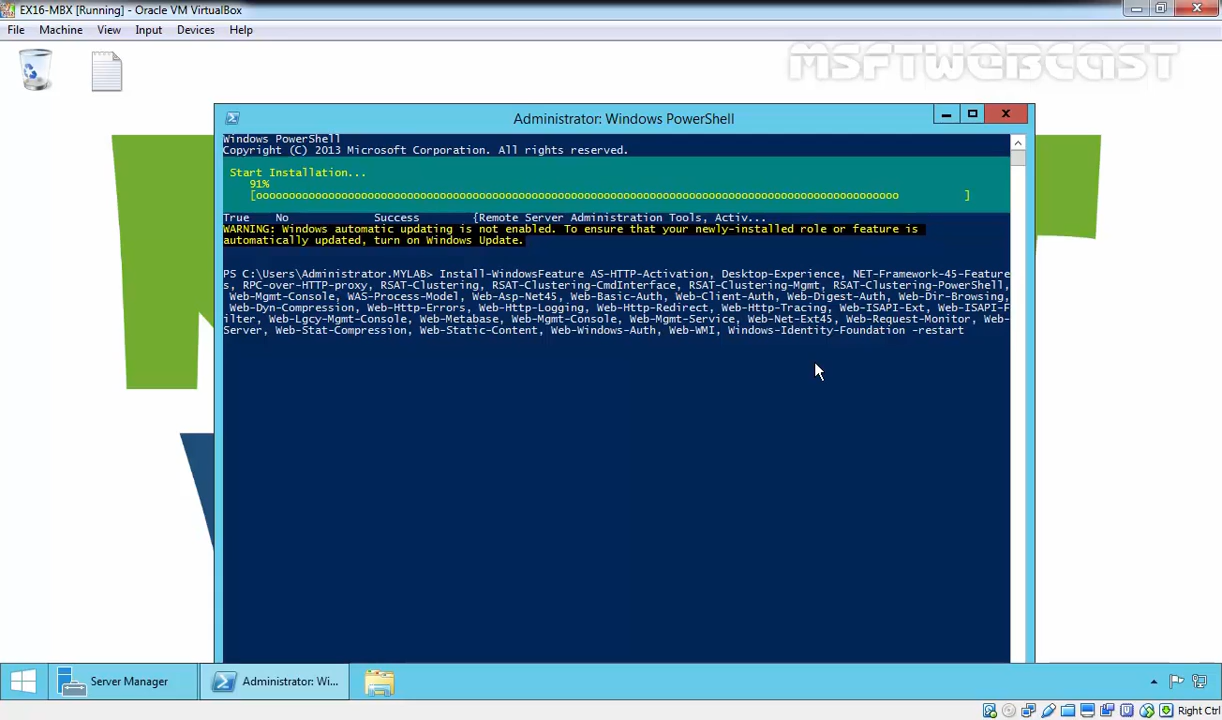 EX16-MBX [Running] - Oracle VM VirtualBox
File Machine View Input Devices Help
MSFTWEBCAST
Administrator: Windows PowerShell
Windows PowerShell
Copyright (C) 2013 Microsoft Corporation. All rights reserved.
Start Installation...
91%
[oooooooooooooooooooooooooooooooooooooooooooooooooooooooooooooooooooooooooooooooooooooooooooooooooo ]
True No Success {Remote Server Administration Tools, Activ...
WARNING: Windows automatic updating is not enabled. To ensure that your newly-installed role or feature is
automatically updated, turn on Windows Update.
PS C:\Users\Administrator.MYLAB> Install-WindowsFeature AS-HTTP-Activation, Desktop-Experience, NET-Framework-45-Feature
s, RPC-over-HTTP-proxy, RSAT-Clustering, RSAT-Clustering-CmdInterface, RSAT-Clustering-Mgmt, RSAT-Clustering-PowerShell,
Web-Mgmt-Console, WAS-Process-Model, Web-Asp-Net45, Web-Basic-Auth, Web-Client-Auth, Web-Digest-Auth, Web-Dir-Browsing,
Web-Dyn-Compression, Web-Http-Errors, Web-Http-Logging, Web-Http-Redirect, Web-Http-Tracing, Web-ISAPI-Ext, Web-ISAPI-F
ilter, Web-Lgcy-Mgmt-Console, Web-Metabase, Web-Mgmt-Console, Web-Mgmt-Service, Web-Net-Ext45, Web-Request-Monitor, Web-
Server, Web-Stat-Compression, Web-Static-Content, Web-Windows-Auth, Web-WMI, Windows-Identity-Foundation -restart
Server Manager
Administrator: Wi...
Right Ctrl